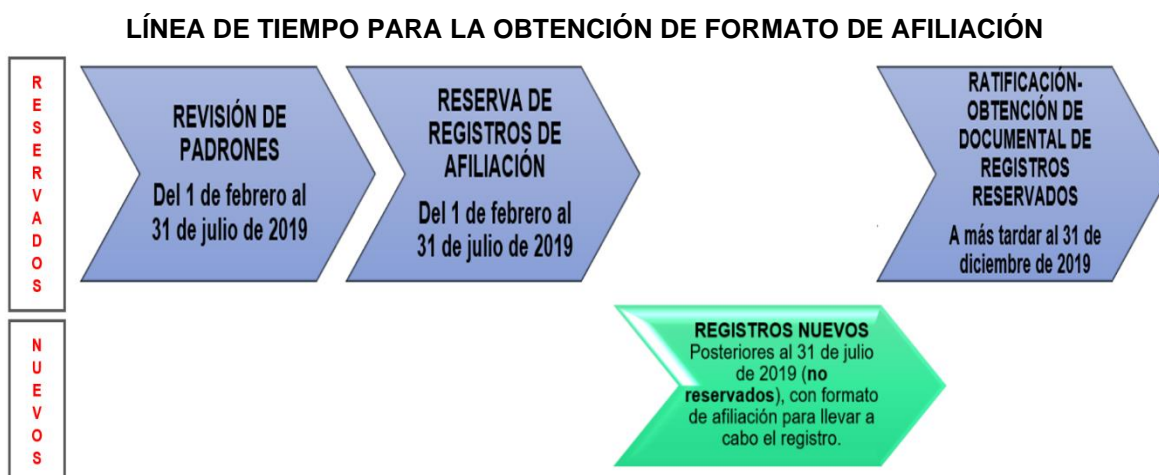 LÍNEA DE TIEMPO PARA LA OBTENCIÓN DE FORMATO DE AFILIACIÓN
RESERVADOS
REVISIÓN DE
PADRONES
Del 1 de febrero al
31 de julio de 2019
RESERVA DE
REGISTROS DE
AFILIACIÓN
Del 1 de febrero al
31 de julio de 2019
RATIFICACIÓN-
OBTENCIÓN DE
DOCUMENTAL DE
REGISTROS
RESERVADOS
A más tardar al 31 de
diciembre de 2019
NUEVOS
REGISTROS NUEVOS
Posteriores al 31 de julio
de 2019 (no
reservados), con formato
de afiliación para llevar a
cabo el registro.